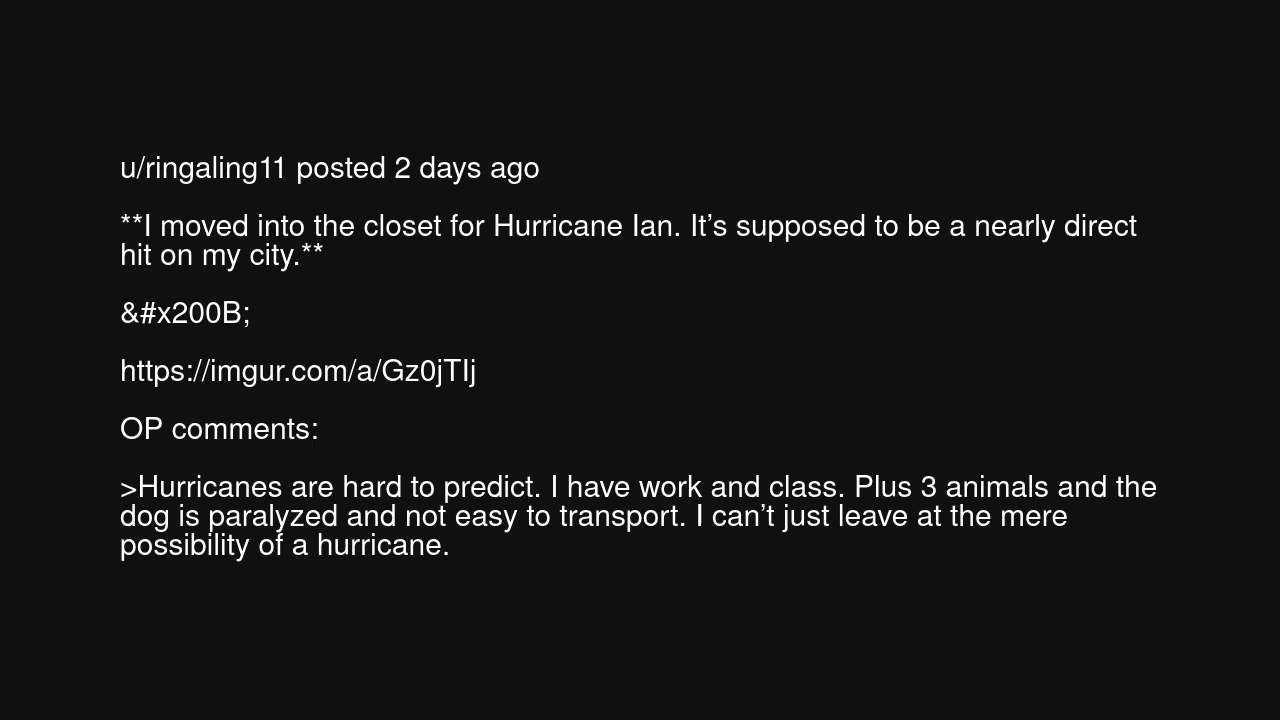 u/ringaling11 posted 2 days ago
**I moved into the closet for Hurricane Ian. It’s supposed to be a nearly direct
hit on my city.**
&#x200B;
https://imgur.com/a/Gz0jTIj
OP comments:
>Hurricanes are hard to predict. I have work and class. Plus 3 animals and the
dog is paralyzed and not easy to transport. I can’t just leave at the mere
possibility of a hurricane.